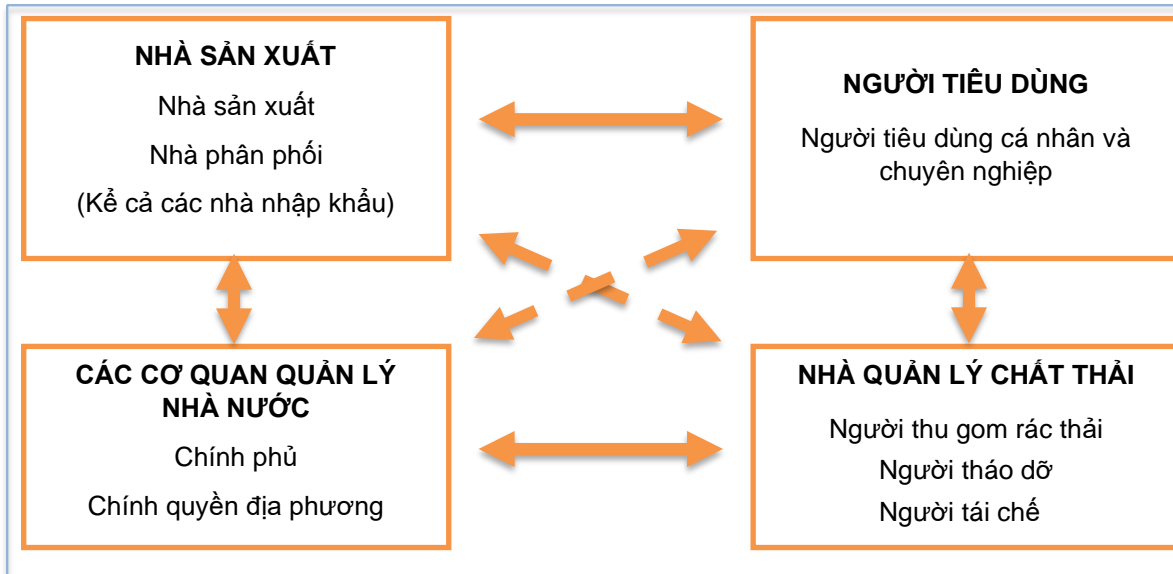 NHÀ SẢN XUẤT
Nhà sản xuất
Nhà phân phối
(Kể cả các nhà nhập khẩu)
NGƯỜI TIÊU DÙNG
Người tiêu dùng cá nhân và
chuyên nghiệp
CÁC CƠ QUAN QUẢN LÝ
NHÀ NƯỚC
Chính phủ
Chính quyền địa phương
NHÀ QUẢN LÝ CHẤT THẢI
Người thu gom rác thải
Người tháo dỡ
Người tái chế